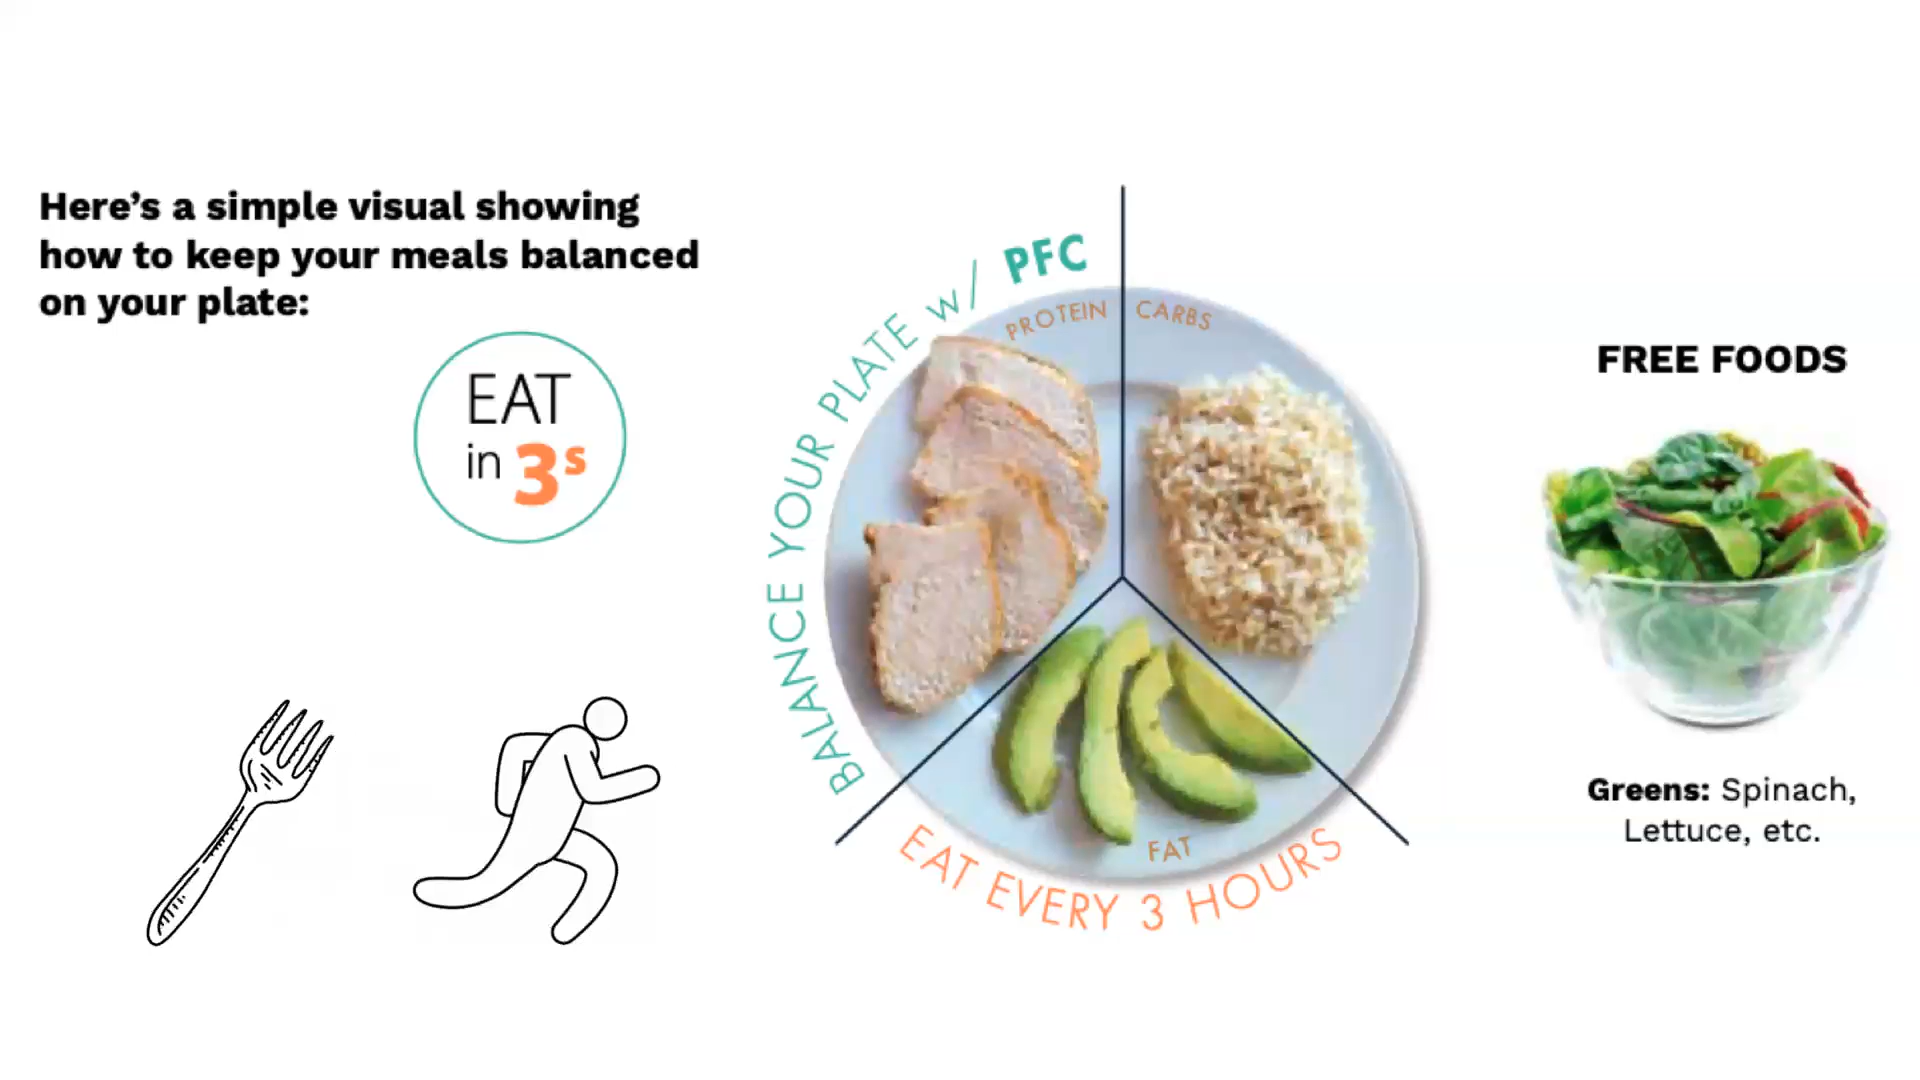 Here's a simple visual showing
how to keep your meals balanced
on your plate:
EAT
in 3s
BALANCE YOUR PLATE w/ PFC
PROTEIN
CARBS
FAT
EAT EVERY 3 HOURS
FREE FOODS
Greens: Spinach,
Lettuce, etc.